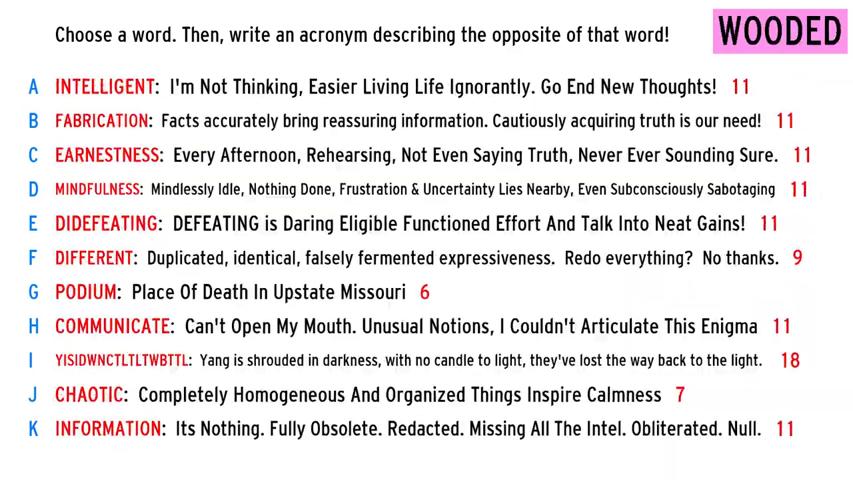 Choose a word. Then, write an acronym describing the opposite of that word!
WOODED
A INTELLIGENT: I'm Not Thinking, Easier Living Life Ignorantly. Go End New Thoughts! 11
B FABRICATION: Facts accurately bring reassuring information. Cautiously acquiring truth is our need! 11
C EARNESTNESS: Every Afternoon, Rehearsing, Not Even Saying Truth, Never Ever Sounding Sure. 11
D MINDFULNESS: Mindlessly Idle, Nothing Done, Frustration & Uncertainty Lies Nearby, Even Subconsciously Sabotaging 11
E DIDEFEATING: DEFEATING is Daring Eligible Functioned Effort And Talk Into Neat Gains! 11
F DIFFERENT: Duplicated, identical, falsely fermented expressiveness. Redo everything? No thanks. 9
G PODIUM: Place Of Death In Upstate Missouri 6
H COMMUNICATE: Can't Open My Mouth. Unusual Notions, I Couldn't Articulate This Enigma 11
I YISIDWNCTLTLTWBTTL: Yang is shrouded in darkness, with no candle to light, they've lost the way back to the light. 18
J CHAOTIC: Completely Homogeneous And Organized Things Inspire Calmness 7
K INFORMATION: Its Nothing. Fully Obsolete. Redacted. Missing All The Intel. Obliterated. Null. 11